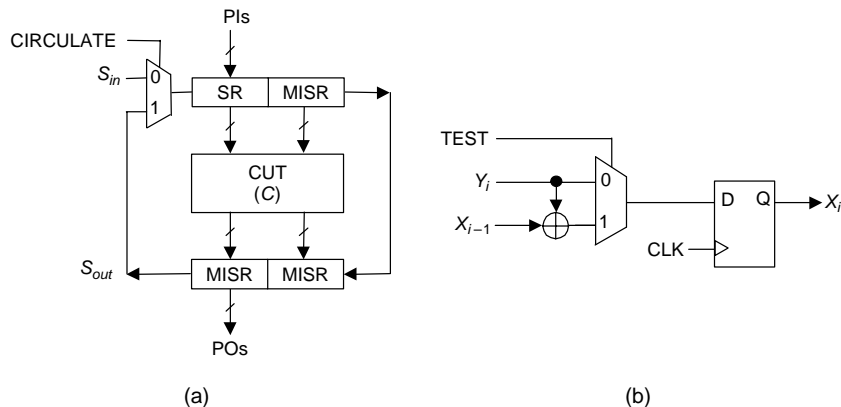 PIs
CIRCULATE
S_in
0
1
SR
MISR
CUT
(C)
S_out
MISR
MISR
POs
(a)
TEST
Y_i
0
X_{i–1}
1
D
Q
X_i
CLK
(b)